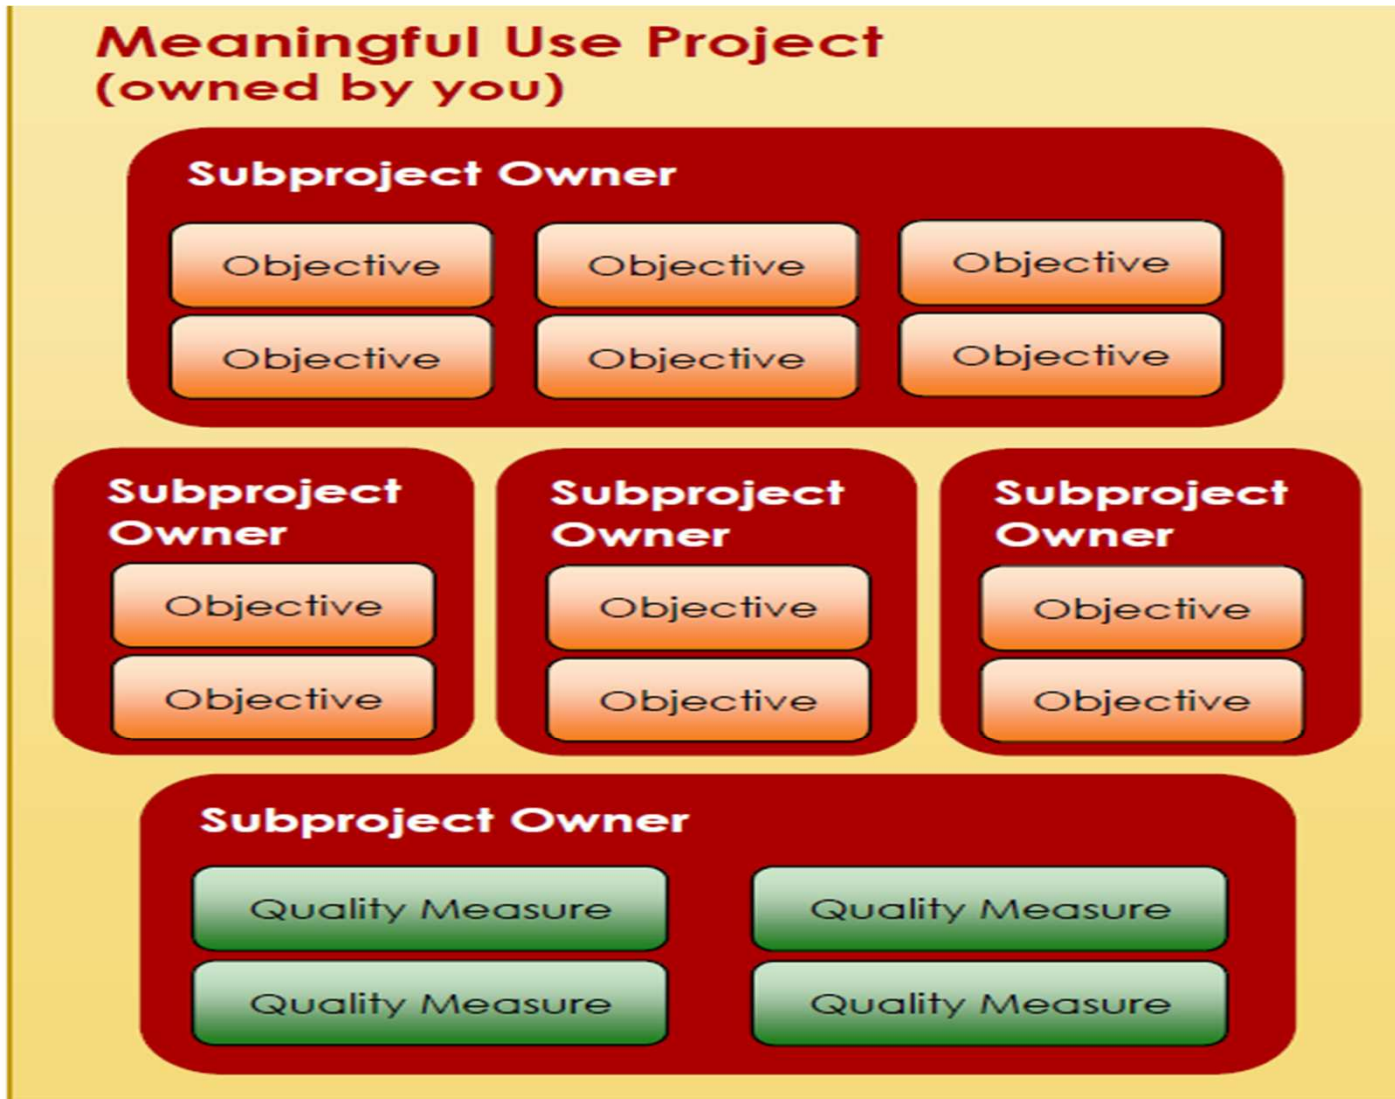 Meaningful Use Project
(owned by you)
Subproject Owner
Objective
Objective
Objective
Objective
Objective
Objective
Subproject
Owner
Objective
Objective
Subproject
Owner
Objective
Objective
Subproject
Owner
Objective
Objective
Subproject Owner
Quality Measure
Quality Measure
Quality Measure
Quality Measure